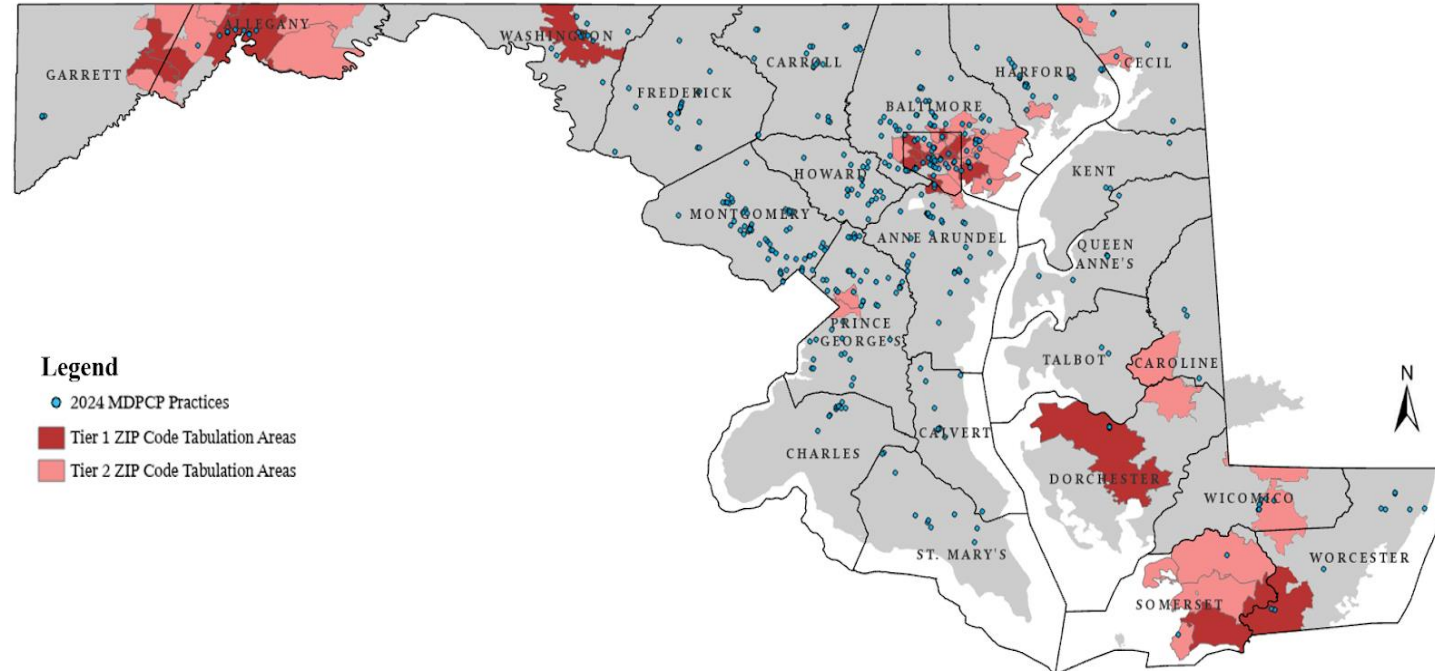 ALLEGANY
WASHINGTON
GARRETT
CARROLL
HARFORD
CECIL
FREDERICK
BALTIMORE
HOWARD
KENT
MONTGOMERY
ANNE ARUNDEL
QUEEN
ANNE'S
PRINCE
GEORGE'S
TALBOT
CAROLINE
Legend
2024 MDPCP Practices
Tier 1 ZIP Code Tabulation Areas
Tier 2 ZIP Code Tabulation Areas
N
CALVERT
CHARLES
DORCHESTER
WICOMICO
ST. MARY'S
WORCESTER
SOMERSET